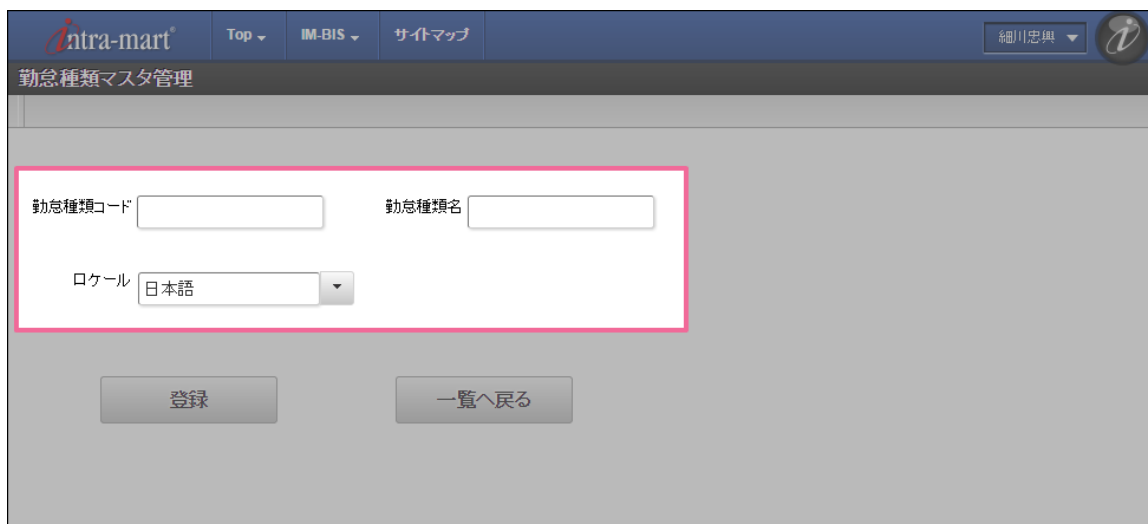 intra-mart® Top IM-BIS サイトマップ 細川忠興
勤怠種類マスタ管理
勤怠種類コード 勤怠種類名
ロケール 日本語
登録 一覧へ戻る